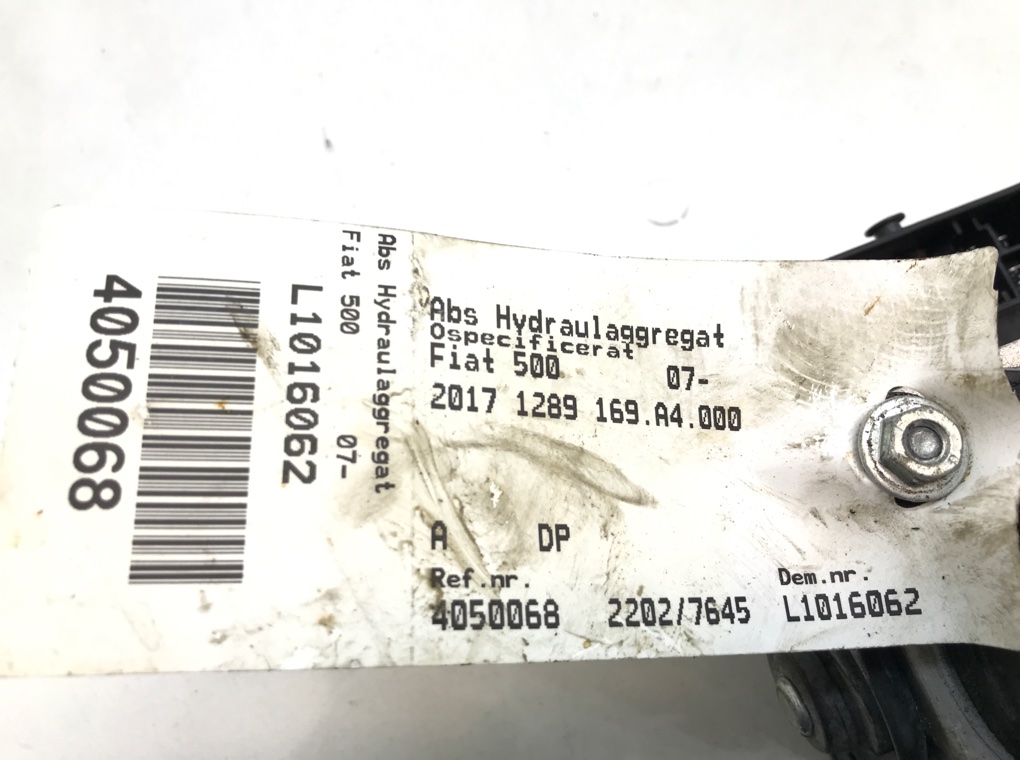 4050068
L1016062
Fiat 500 07-
Abs Hydraulaggregat
Abs Hydraulaggregat
Ospecificerat
Fiat 500 07-
2017 1289 169.A4.000
A DP
Ref.nr. Dem.nr.
4050068 2202/7645 L1016062